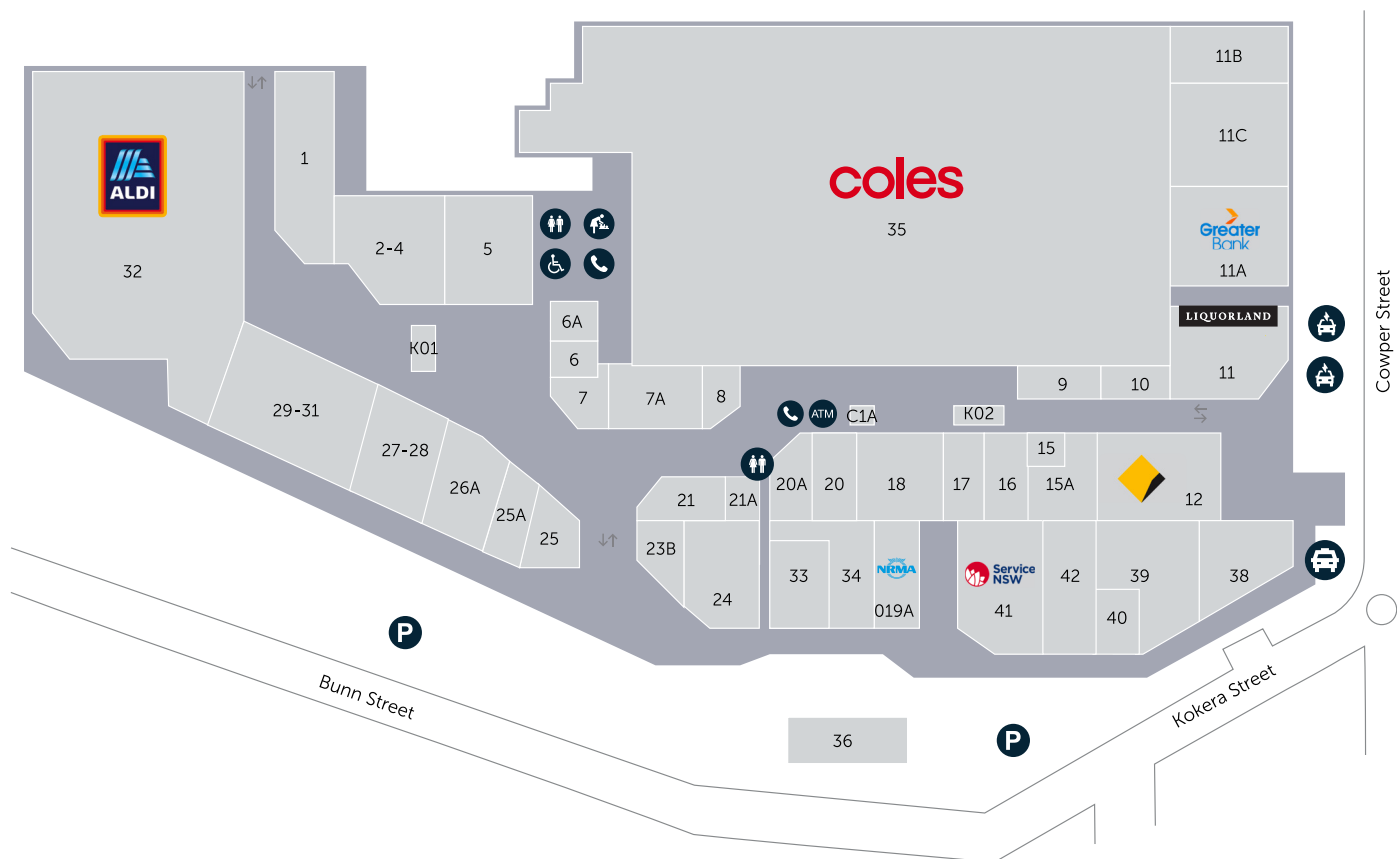 11B
11C
Greater
Bank
11A
LIQUORLAND
11
coles
35
ALDI
32
1
2-4
5
6A
6
7
7A
8
9
10
K01
29-31
27-28
26A
25A
25
ATM
C1A
K02
21
21A
23B
24
20A
20
18
17
16
15
15A
12
33
34
NRMA
019A
Service
NSW
41
42
39
40
38
P
36
P
Bunn Street
Kokera Street
Cowper Street